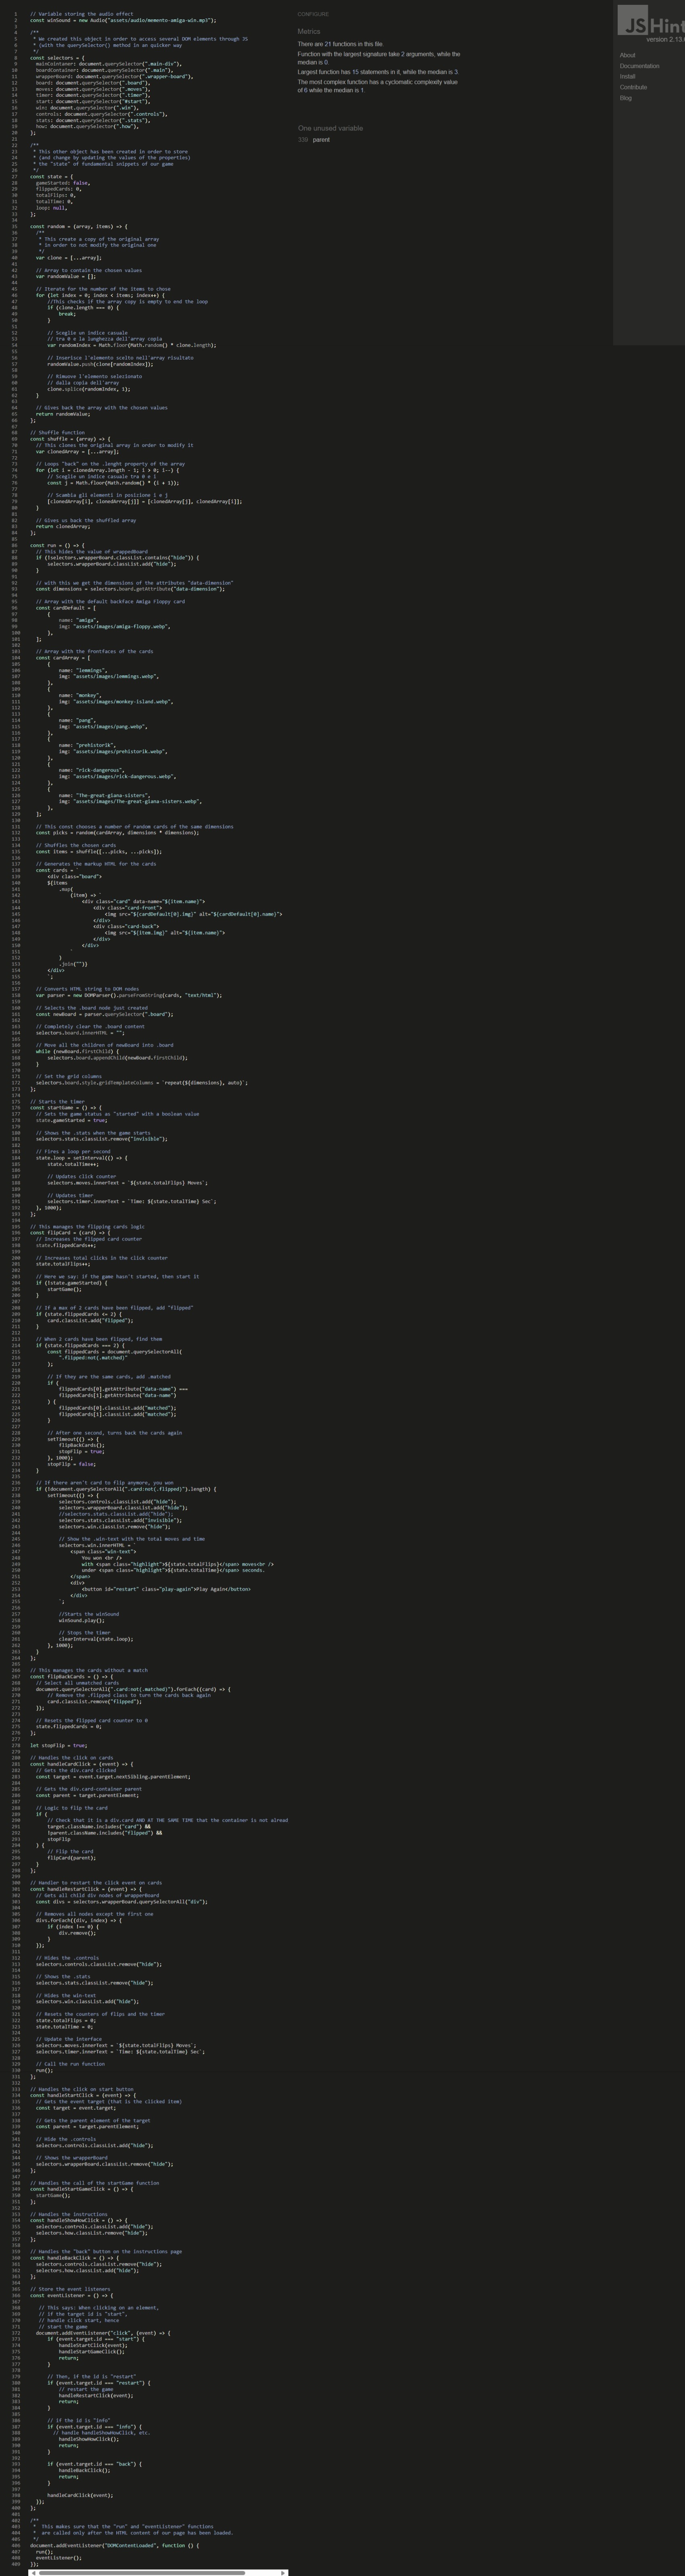 1 // Variable storing the audio effect
2 const winSound = new Audio("assets/audio/memento-amiga-win.mp3");
3
4 /**
5 * We created this object in order to access several DOM elements through JS
6 * (with the querySelector() method in an quicker way
7 */
8 const selectors = {
9 mainContainer: document.querySelector(".main-div"),
10 boardContainer: document.querySelector(".main"),
11 wrapperBoard: document.querySelector(".wrapper-board"),
12 board: document.querySelector(".board"),
13 moves: document.querySelector(".moves"),
14 timer: document.querySelector(".timer"),
15 start: document.querySelector("#start"),
16 win: document.querySelector(".win"),
17 controls: document.querySelector(".controls"),
18 stats: document.querySelector(".stats"),
19 how: document.querySelector(".how"),
20 };
21
22 /**
23 * This other object has been created in order to store
24 * (and change by updating the values of the properties)
25 * the "state" of fundamental snippets of our game
26 */
27 const state = {
28 gameStarted: false,
29 flippedCards: 0,
30 totalFlips: 0,
31 totalTime: 0,
32 loop: null,
33 };
34
35 const random = (array, items) => {
36 /**
37 * This create a copy of the original array
38 * in order to not modify the original one
39 */
40 var clone = [...array];
41
42 // Array to contain the chosen values
43 var randomValue = [];
44
45 // Iterate for the number of the items to chose
46 for (let index = 0; index < items; index++) {
47 //This checks if the array copy is empty to end the loop
48 if (clone.length === 0) {
49 break;
50 }
51
52 // Sceglie un indice casuale
53 // tra 0 e la langhezza dell'array copia
54 var randomIndex = Math.floor(Math.random() * clone.length);
55
56 // Inserisce l'elemento scelto nell'array risultato
57 randomValue.push(clone[randomIndex]);
58
59 // Rimuove l'elemento selezionato
60 // dalla copia dell'array
61 clone.splice(randomIndex, 1);
62 }
63
64 // Gives back the array with the chosen values
65 return randomValue;
66 };
67
68 // Shuffle function
69 const shuffle = (array) => {
70 // This clones the original array in order to modify it
71 var clonedArray = [...array];
72
73 // Loops "back" on the .lenght property of the array
74 for (let i = clonedArray.length - 1; i > 0; i--) {
75 // Sceglie un indice casuale tra 0 e i
76 const j = Math.floor(Math.random() * (i + 1));
77
78 // Scambia gli elementi in posizione i e j
79 [clonedArray[i], clonedArray[j]] = [clonedArray[j], clonedArray[i]];
80 }
81
82 // Gives us back the shuffled array
83 return clonedArray;
84 };
85
86 const run = () => {
87 // This hides the value of wrappedBoard
88 if (!selectors.wrapperBoard.classList.contains("hide")) {
89 selectors.wrapperBoard.classList.add("hide");
90 }
91
92 // with this we get the dimensions of the attributes "data-dimension"
93 const dimensions = selectors.board.getAttribute("data-dimension");
94
95 // Array with the default backface Amiga Floppy card
96 const cardDefault = [
97 {
98 name: "amiga",
99 img: "assets/images/amiga-floppy.webp",
100 },
101 ];
102
103 // Array with the frontfaces of the cards
104 const cardArray = [
105 {
106 name: "lemmings",
107 img: "assets/images/lemmings.webp",
108 },
109 {
110 name: "monkey",
111 img: "assets/images/monkey-island.webp",
112 },
113 {
114 name: "pang",
115 img: "assets/images/pang.webp",
116 },
117 {
118 name: "prehistorik",
119 img: "assets/images/prehistorik.webp",
120 },
121 {
122 name: "rick-dangerous",
123 img: "assets/images/rick-dangerous.webp",
124 },
125 {
126 name: "The-great-giana-sisters",
127 img: "assets/images/The-great-giana-sisters.webp",
128 },
129 ];
130
131 // This const chooses a number of random cards of the same dimensions
132 const picks = random(cardArray, dimensions * dimensions);
133
134 // Shuffles the chosen cards
135 const items = shuffle([...picks, ...picks]);
136
137 // Generates the markup HTML for the cards
138 const cards = `
139 <div class="board">
140 ${items
141 .map(
142 (item) => `
143 <div class="card" data-name="${item.name}">
144 <div class="card-front">
145 <img src="${cardDefault[0].img}" alt="${cardDefault[0].name}">
146 </div>
147 <div class="card-back">
148 <img src="${item.img}" alt="${item.name}">
149 </div>
150 </div>
151 `
152 )
153 .join("")}
154 </div>
155 `;
156
157 // Converts HTML string to DOM nodes
158 var parser = new DOMParser().parseFromString(cards, "text/html");
159
160 // Selects the .board node just created
161 const newBoard = parser.querySelector(".board");
162
163 // Completely clear the .board content
164 selectors.board.innerHTML = "";
165
166 // Move all the children of newBoard into .board
167 while (newBoard.firstChild) {
168 selectors.board.appendChild(newBoard.firstChild);
169 }
170
171 // Set the grid columns
172 selectors.board.style.gridTemplateColumns = `repeat(${dimensions}, auto)`;
173 };
174
175 // Starts the timer
176 const startGame = () => {
177 // Sets the game status as "started" with a boolean value
178 state.gameStarted = true;
179
180 // Shows the .stats when the game starts
181 selectors.stats.classList.remove("invisible");
182
183 // Fires a loop per second
184 state.loop = setInterval(() => {
185 state.totalTime++;
186
187 // Updates click counter
188 selectors.moves.innerText = `${state.totalFlips} Moves`;
189
190 // Updates timer
191 selectors.timer.innerText = `Time: ${state.totalTime} Sec`;
192 }, 1000);
193 };
194
195 // This manages the flipping cards logic
196 const flipCard = (card) => {
197 // Increases the flipped card counter
198 state.flippedCards++;
199
200 // Increases total clicks in the click counter
201 state.totalFlips++;
202
203 // Here we say: if the game hasn't started, then start it
204 if (!state.gameStarted) {
205 startGame();
206 }
207
208 // If a max of 2 cards have been flipped, add "flipped"
209 if (state.flippedCards <= 2) {
210 card.classList.add("flipped");
211 }
212
213 // When 2 cards have been flipped, find them
214 if (state.flippedCards === 2) {
215 const flippedCards = document.querySelectorAll(
216 ".flipped:not(.matched)"
217 );
218
219 // If they are the same cards, add .matched
220 if (
221 flippedCards[0].getAttribute("data-name") ===
222 flippedCards[1].getAttribute("data-name")
223 ) {
224 flippedCards[0].classList.add("matched");
225 flippedCards[1].classList.add("matched");
226 }
227
228 // After one second, turns back the cards again
229 setTimeout(() => {
230 flipBackCards();
231 stopFlip = true;
232 }, 1000);
233 stopFlip = false;
234 }
235
236 // If there aren't card to flip anymore, you won
237 if (!document.querySelectorAll(".card:not(.flipped)").length) {
238 setTimeout(() => {
239 selectors.controls.classList.add("hide");
240 selectors.wrapperBoard.classList.add("hide");
241 //selectors.stats.classList.add("hide");
242 selectors.stats.classList.add("invisible");
243 selectors.win.classList.remove("hide");
244
245 // Show the .win-text with the total moves and time
246 selectors.win.innerHTML = `
247 <span class="win-text">
248 You won <br />
249 with <span class="highlight">${state.totalFlips}</span> moves<br />
250 under <span class="highlight">${state.totalTime}</span> seconds.
251 </span>
252 <div>
253 <button id="restart" class="play-again">Play Again</button>
254 </div>
255 `;
256
257 //Starts the winSound
258 winSound.play();
259
260 // Stops the timer
261 clearInterval(state.loop);
262 }, 1000);
263 }
264 };
265
266 // This manages the cards without a match
267 const flipBackCards = () => {
268 // Select all unmatched cards
269 document.querySelectorAll(".card:not(.matched)").forEach((card) => {
270 // Remove the .flipped class to turn the cards back again
271 card.classList.remove("flipped");
272 });
273
274 // Resets the flipped card counter to 0
275 state.flippedCards = 0;
276 };
277
278 let stopFlip = true;
279
280 // Handles the click on cards
281 const handleCardClick = (event) => {
282 // Gets the div.card clicked
283 const target = event.target.nextSibling.parentElement;
284
285 // Gets the div.card-container parent
286 const parent = target.parentElement;
287
288 // Logic to flip the card
289 if (
290 // Check that it is a div.card AND AT THE SAME TIME that the container is not alread
291 target.className.includes("card") &&
292 !parent.className.includes("flipped") &&
293 stopFlip
294 ) {
295 // Flip the card
296 flipCard(parent);
297 }
298 };
299
300 // Handler to restart the click event on cards
301 const handleRestartClick = (event) => {
302 // Gets all child div nodes of wrapperBoard
303 const divs = selectors.wrapperBoard.querySelectorAll("div");
304
305 // Removes all nodes except the first one
306 divs.forEach((div, index) => {
307 if (index !== 0) {
308 div.remove();
309 }
310 });
311
312 // Hides the .controls
313 selectors.controls.classList.remove("hide");
314
315 // Shows the .stats
316 selectors.stats.classList.remove("hide");
317
318 // Hides the win-text
319 selectors.win.classList.add("hide");
320
321 // Resets the counters of flips and the timer
322 state.totalFlips = 0;
323 state.totalTime = 0;
324
325 // Update the interface
326 selectors.moves.innerText = `${state.totalFlips} Moves`;
327 selectors.timer.innerText = `Time: ${state.totalTime} Sec`;
328
329 // Call the run function
330 run();
331 };
332
333 // Handles the click on start button
334 const handleStartClick = (event) => {
335 // Gets the event target (that is the clicked item)
336 const target = event.target;
337
338 // Gets the parent element of the target
339 const parent = target.parentElement;
340
341 // Hide the .controls
342 selectors.controls.classList.add("hide");
343
344 // Shows the wrapperBoard
345 selectors.wrapperBoard.classList.remove("hide");
346 };
347
348 // Handles the call of the startGame function
349 const handleStartGameClick = () => {
350 startGame();
351 };
352
353 // Handles the instructions
354 const handleShowHowClick = () => {
355 selectors.controls.classList.add("hide");
356 selectors.how.classList.remove("hide");
357 };
358
359 // Handles the "back" button on the instructions page
360 const handleBackClick = () => {
361 selectors.controls.classList.remove("hide");
362 selectors.how.classList.add("hide");
363 };
364
365 // Store the event listeners
366 const eventListener = () => {
367
368 // This says: When clicking on an element,
369 // if the target id is "start",
370 // handle click start, hence
371 // start the game
372 document.addEventListener("click", (event) => {
373 if (event.target.id === "start") {
374 handleStartClick(event);
375 handleStartGameClick();
376 return;
377 }
378
379 // Then, if the id is "restart"
380 if (event.target.id === "restart") {
381 // restart the game
382 handleRestartClick(event);
383 return;
384 }
385
386 // if the id is "info"
387 if (event.target.id === "info") {
388 // handle handleShowHowClick, etc.
389 handleShowHowClick();
390 return;
391 }
392
393 if (event.target.id === "back") {
394 handleBackClick();
395 return;
396 }
397
398 handleCardClick(event);
399 });
400 };
401
402 /**
403 * This makes sure that the "run" and "eventListener" functions
404 * are called only after the HTML content of our page has been loaded.
405 */
406 document.addEventListener("DOMContentLoaded", function () {
407 run();
408 eventListener();
409 });
CONFIGURE
Metrics
There are 21 functions in this file.
Function with the largest signature take 2 arguments, while the
median is 0.
Largest function has 15 statements in it, while the median is 3.
The most complex function has a cyclomatic complexity value
of 6 while the median is 1.
One unused variable
339 parent
JSHint
version 2.13.
About
Documentation
Install
Contribute
Blog